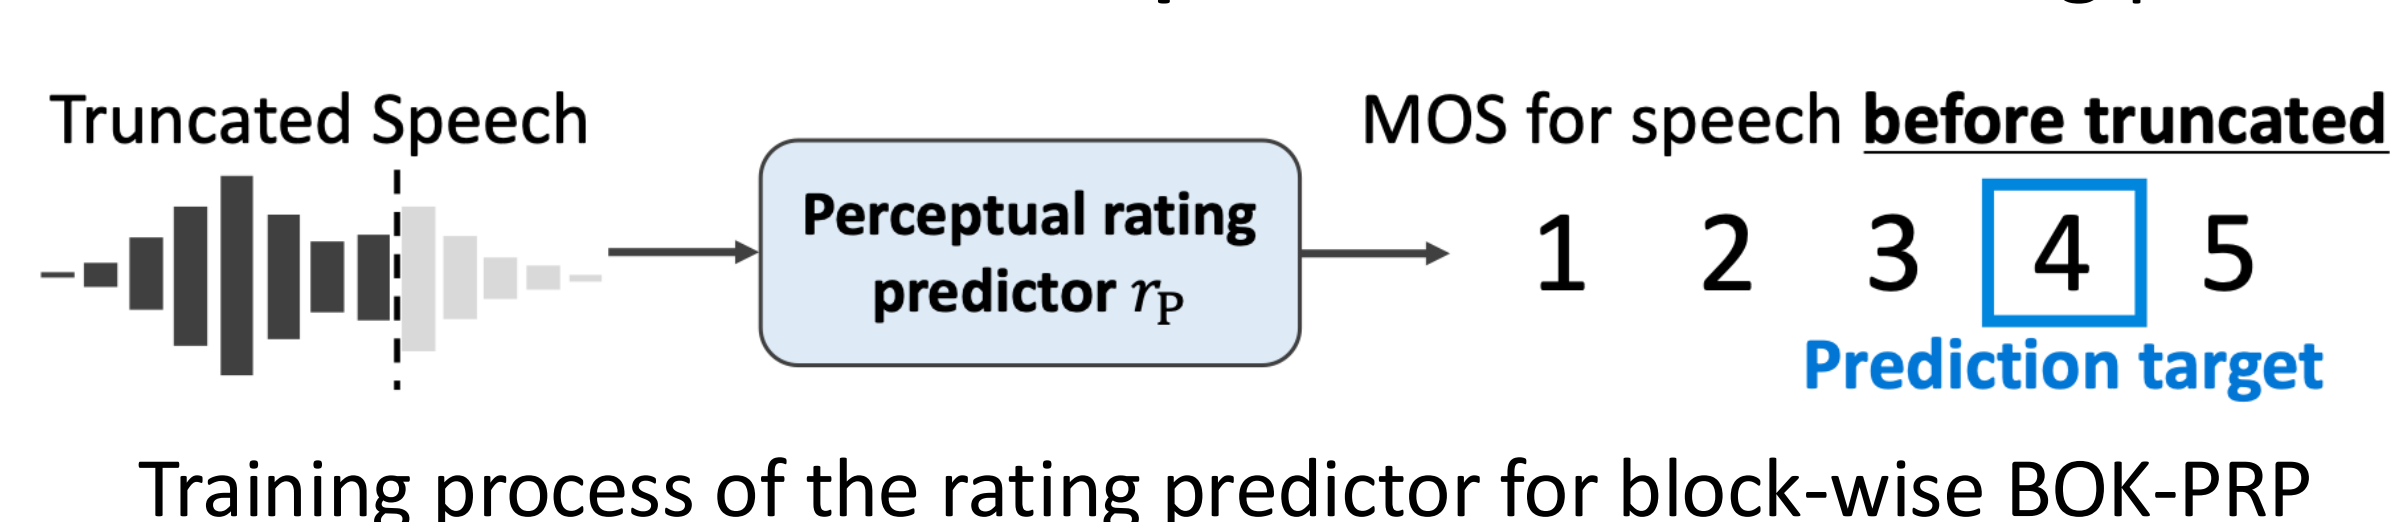 Truncated Speech
MOS for speech before truncated
Perceptual rating
predictor rP
1 2 3 4 5
Prediction target
Training process of the rating predictor for block-wise BOK-PRP